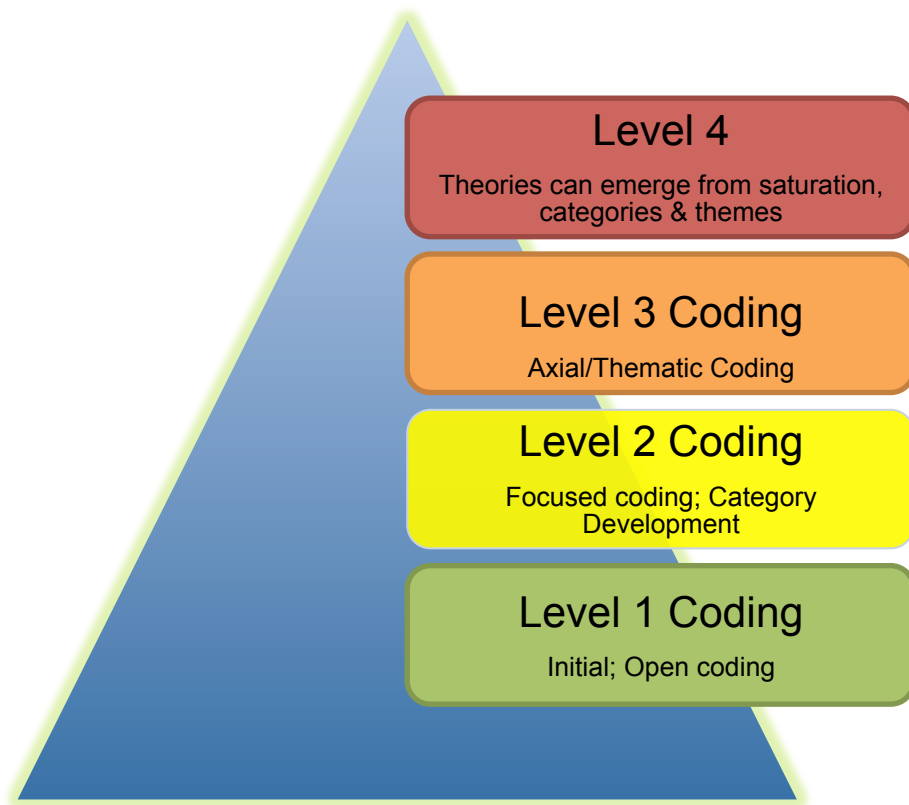 Level 4
Theories can emerge from saturation,
categories & themes
Level 3 Coding
Axial/Thematic Coding
Level 2 Coding
Focused coding; Category
Development
Level 1 Coding
Initial; Open coding